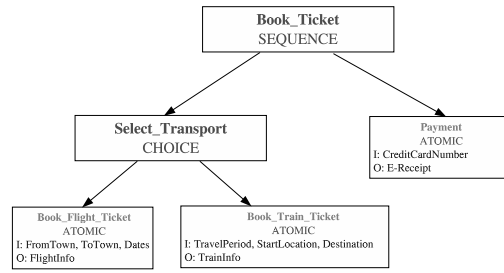 Book_Ticket
SEQUENCE
Select_Transport
CHOICE
Payment
ATOMIC
I: CreditCardNumber
O: E-Receipt
Book_Flight_Ticket
ATOMIC
I: FromTown, ToTown, Dates
O: FlightInfo
Book_Train_Ticket
ATOMIC
I: TravelPeriod, StartLocation, Destination
O: TrainInfo